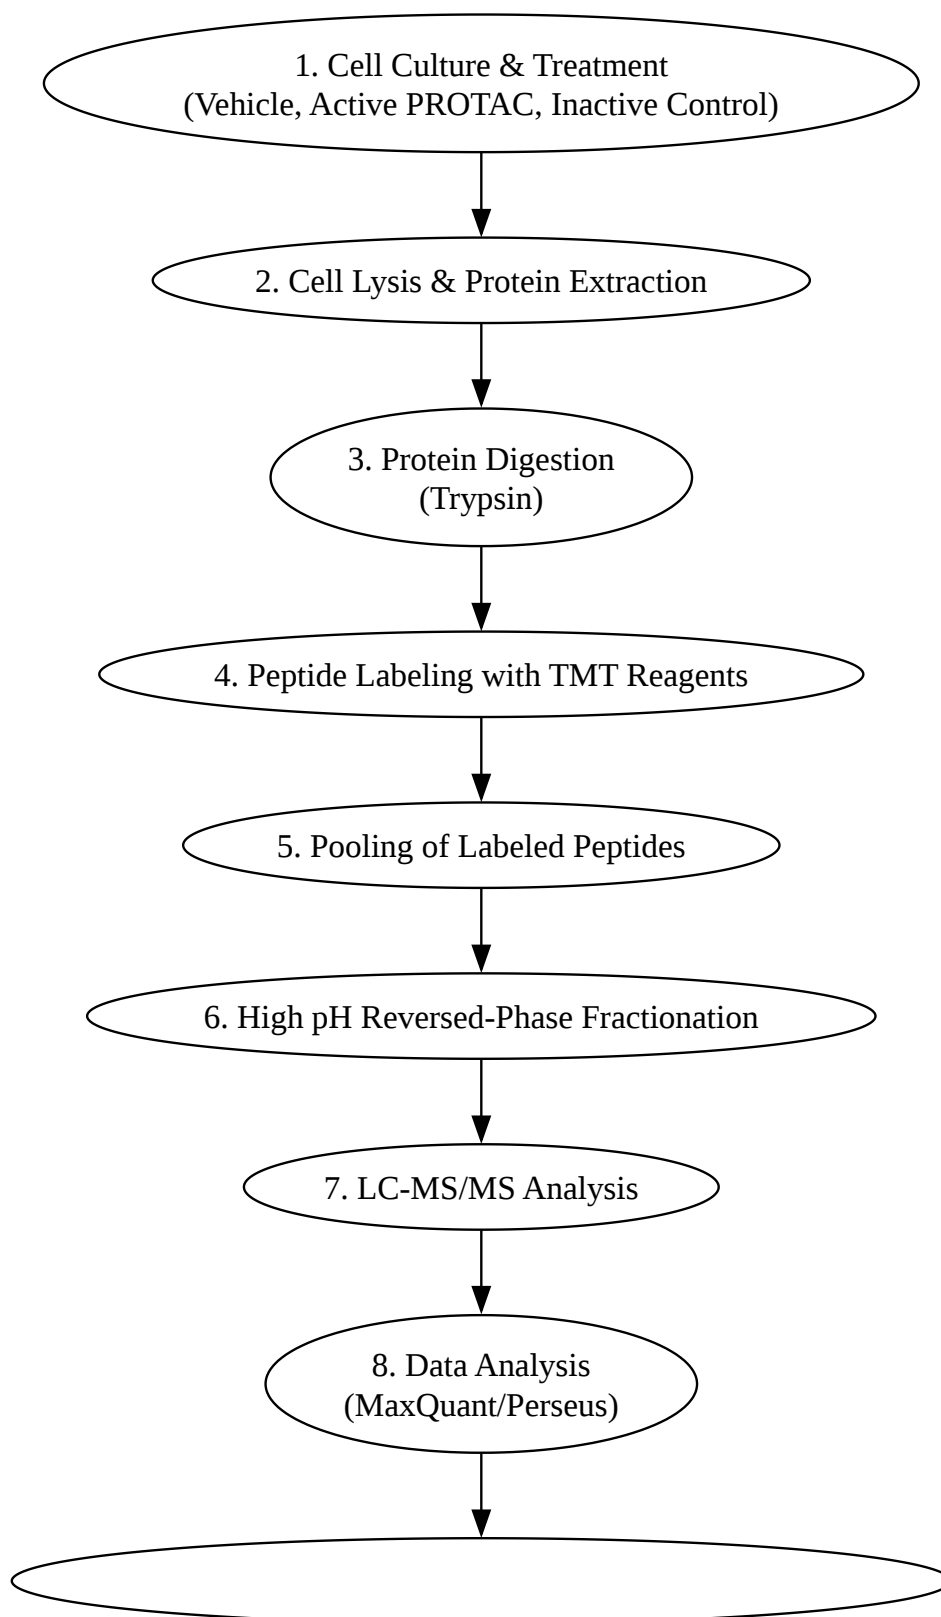 1. Cell Culture & Treatment
(Vehicle, Active PROTAC, Inactive Control)
2. Cell Lysis & Protein Extraction
3. Protein Digestion
(Trypsin)
4. Peptide Labeling with TMT Reagents
5. Pooling of Labeled Peptides
6. High pH Reversed-Phase Fractionation
7. LC-MS/MS Analysis
8. Data Analysis
(MaxQuant/Perseus)